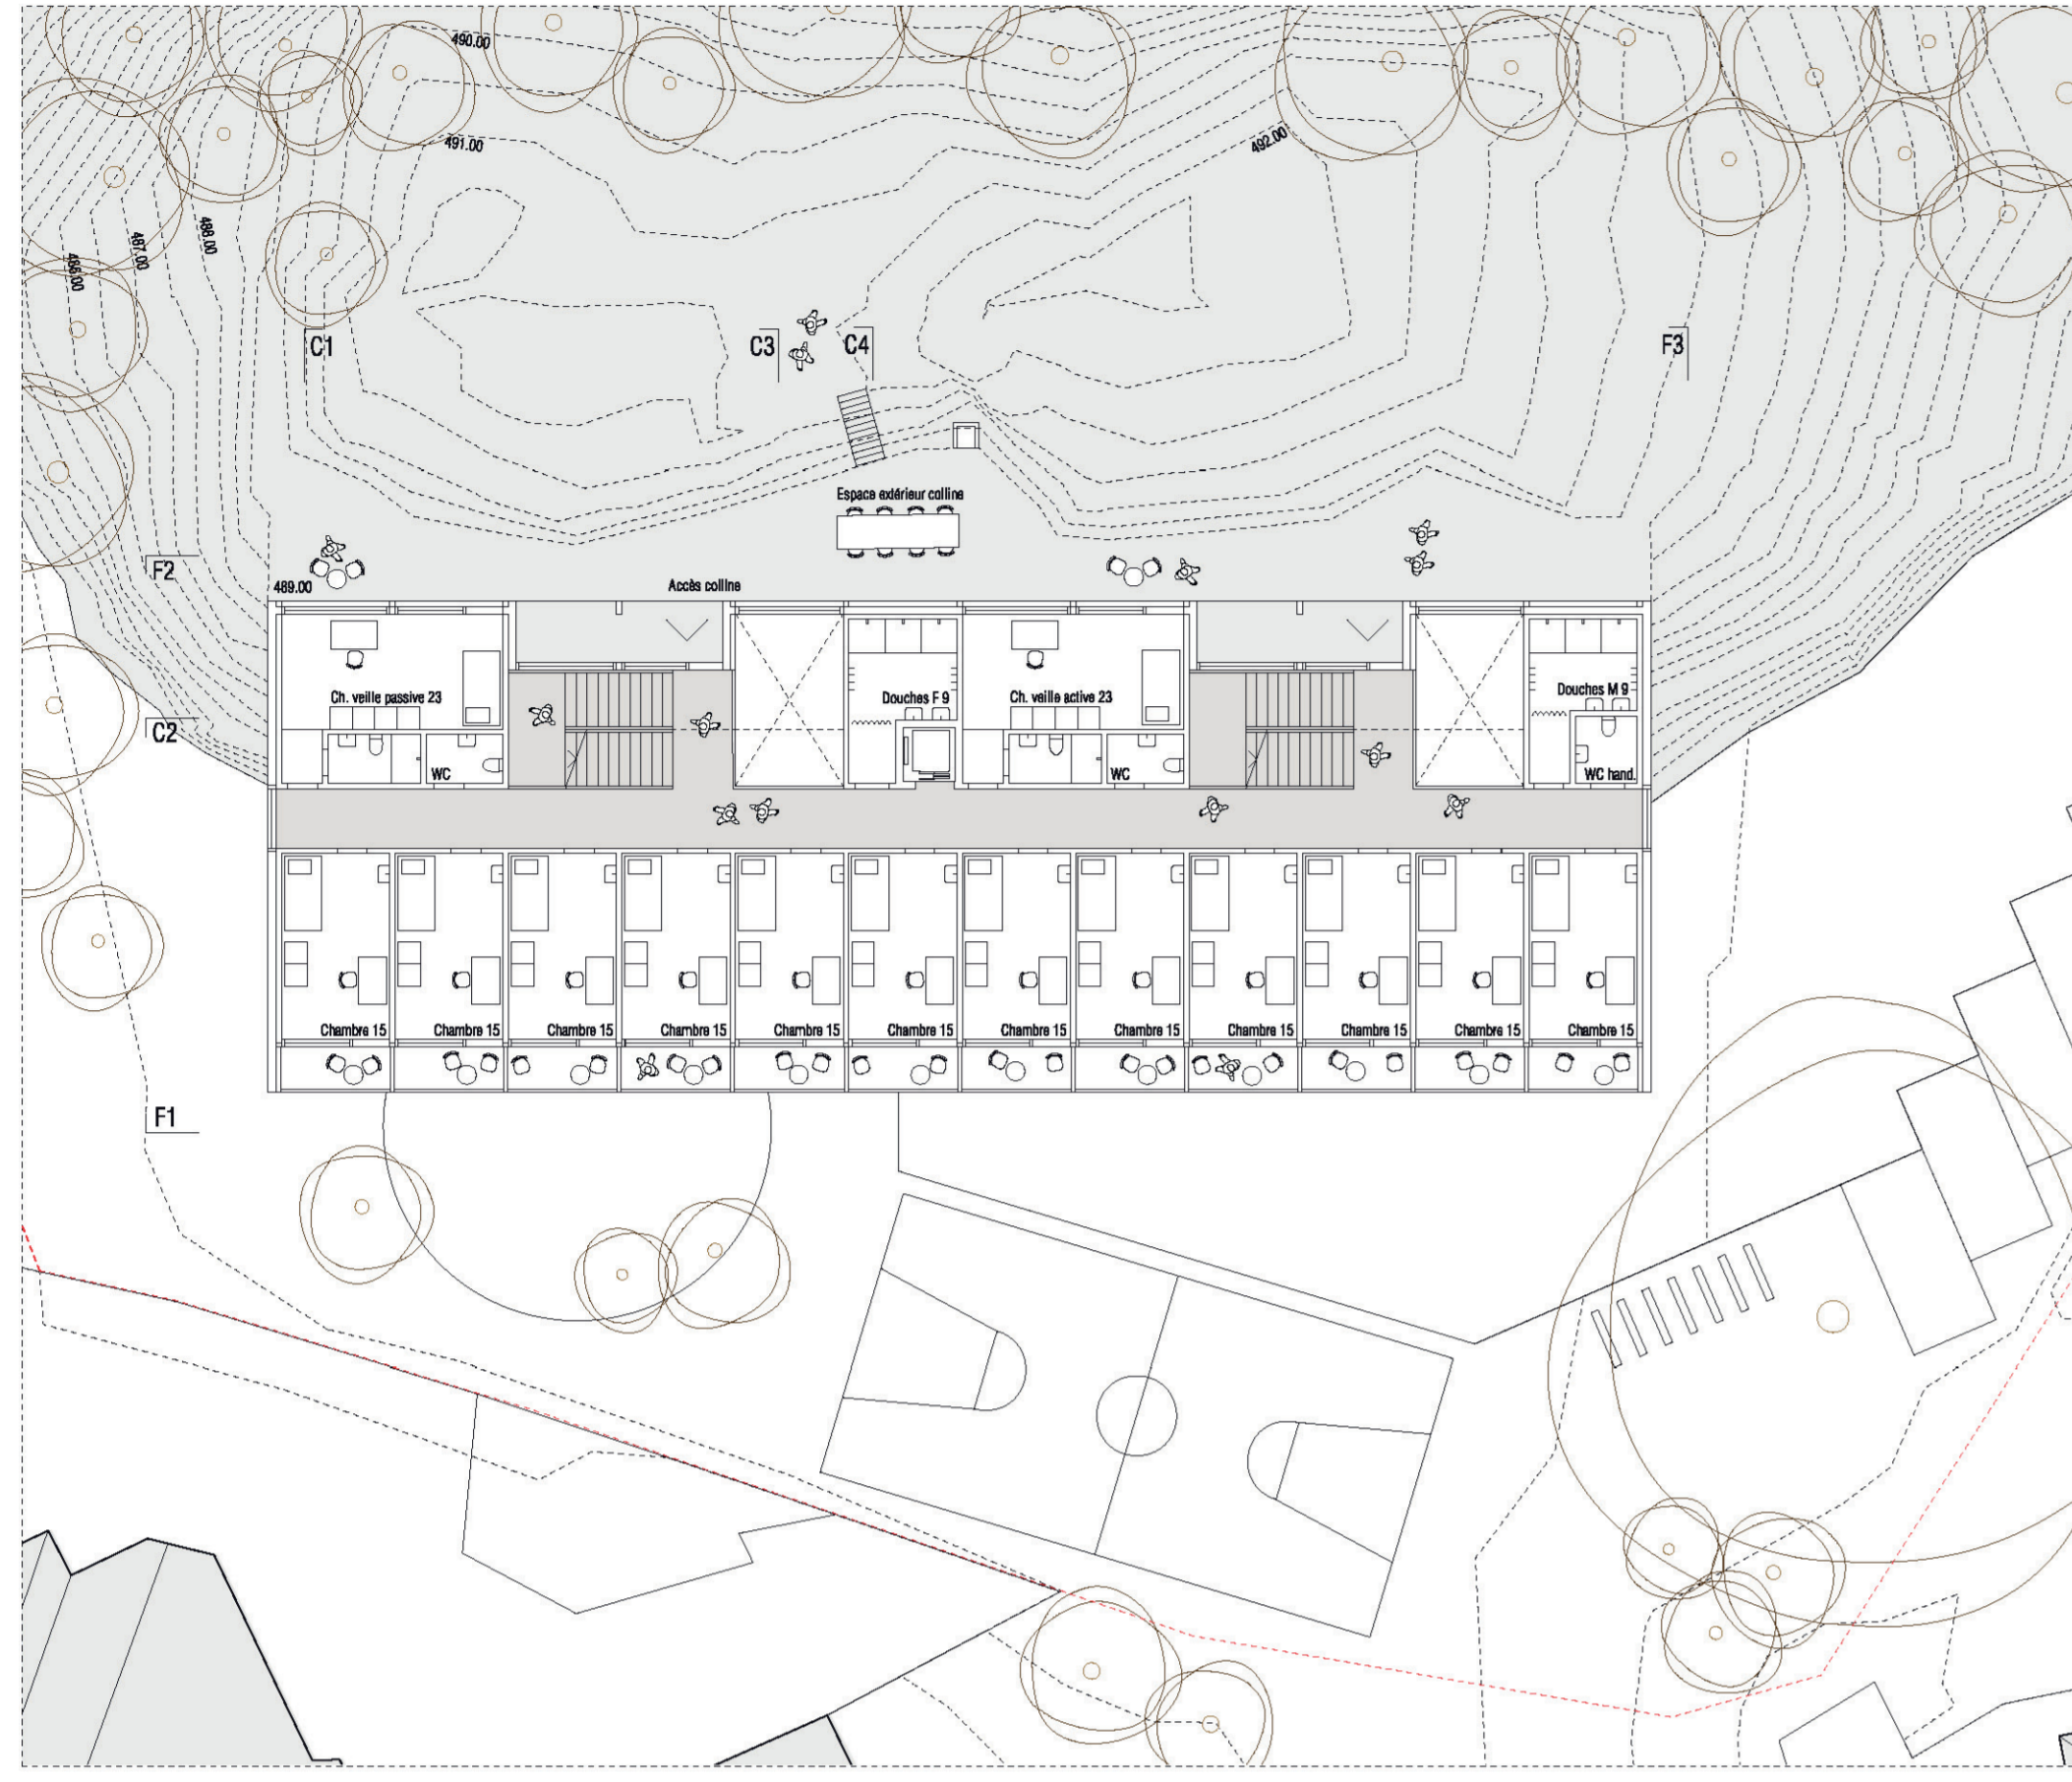 490.00
491.00
492.00
488.00
487.00
486.00
C1
C3
C4
F3
Espace extérieur colline
F2
489.00
Accès colline
Ch. veille passive 23
Douches F 9
Ch. veille active 23
Douches M 9
C2
WC
WC
WC hand.
Chambre 15
Chambre 15
Chambre 15
Chambre 15
Chambre 15
Chambre 15
Chambre 15
Chambre 15
Chambre 15
Chambre 15
Chambre 15
Chambre 15
F1